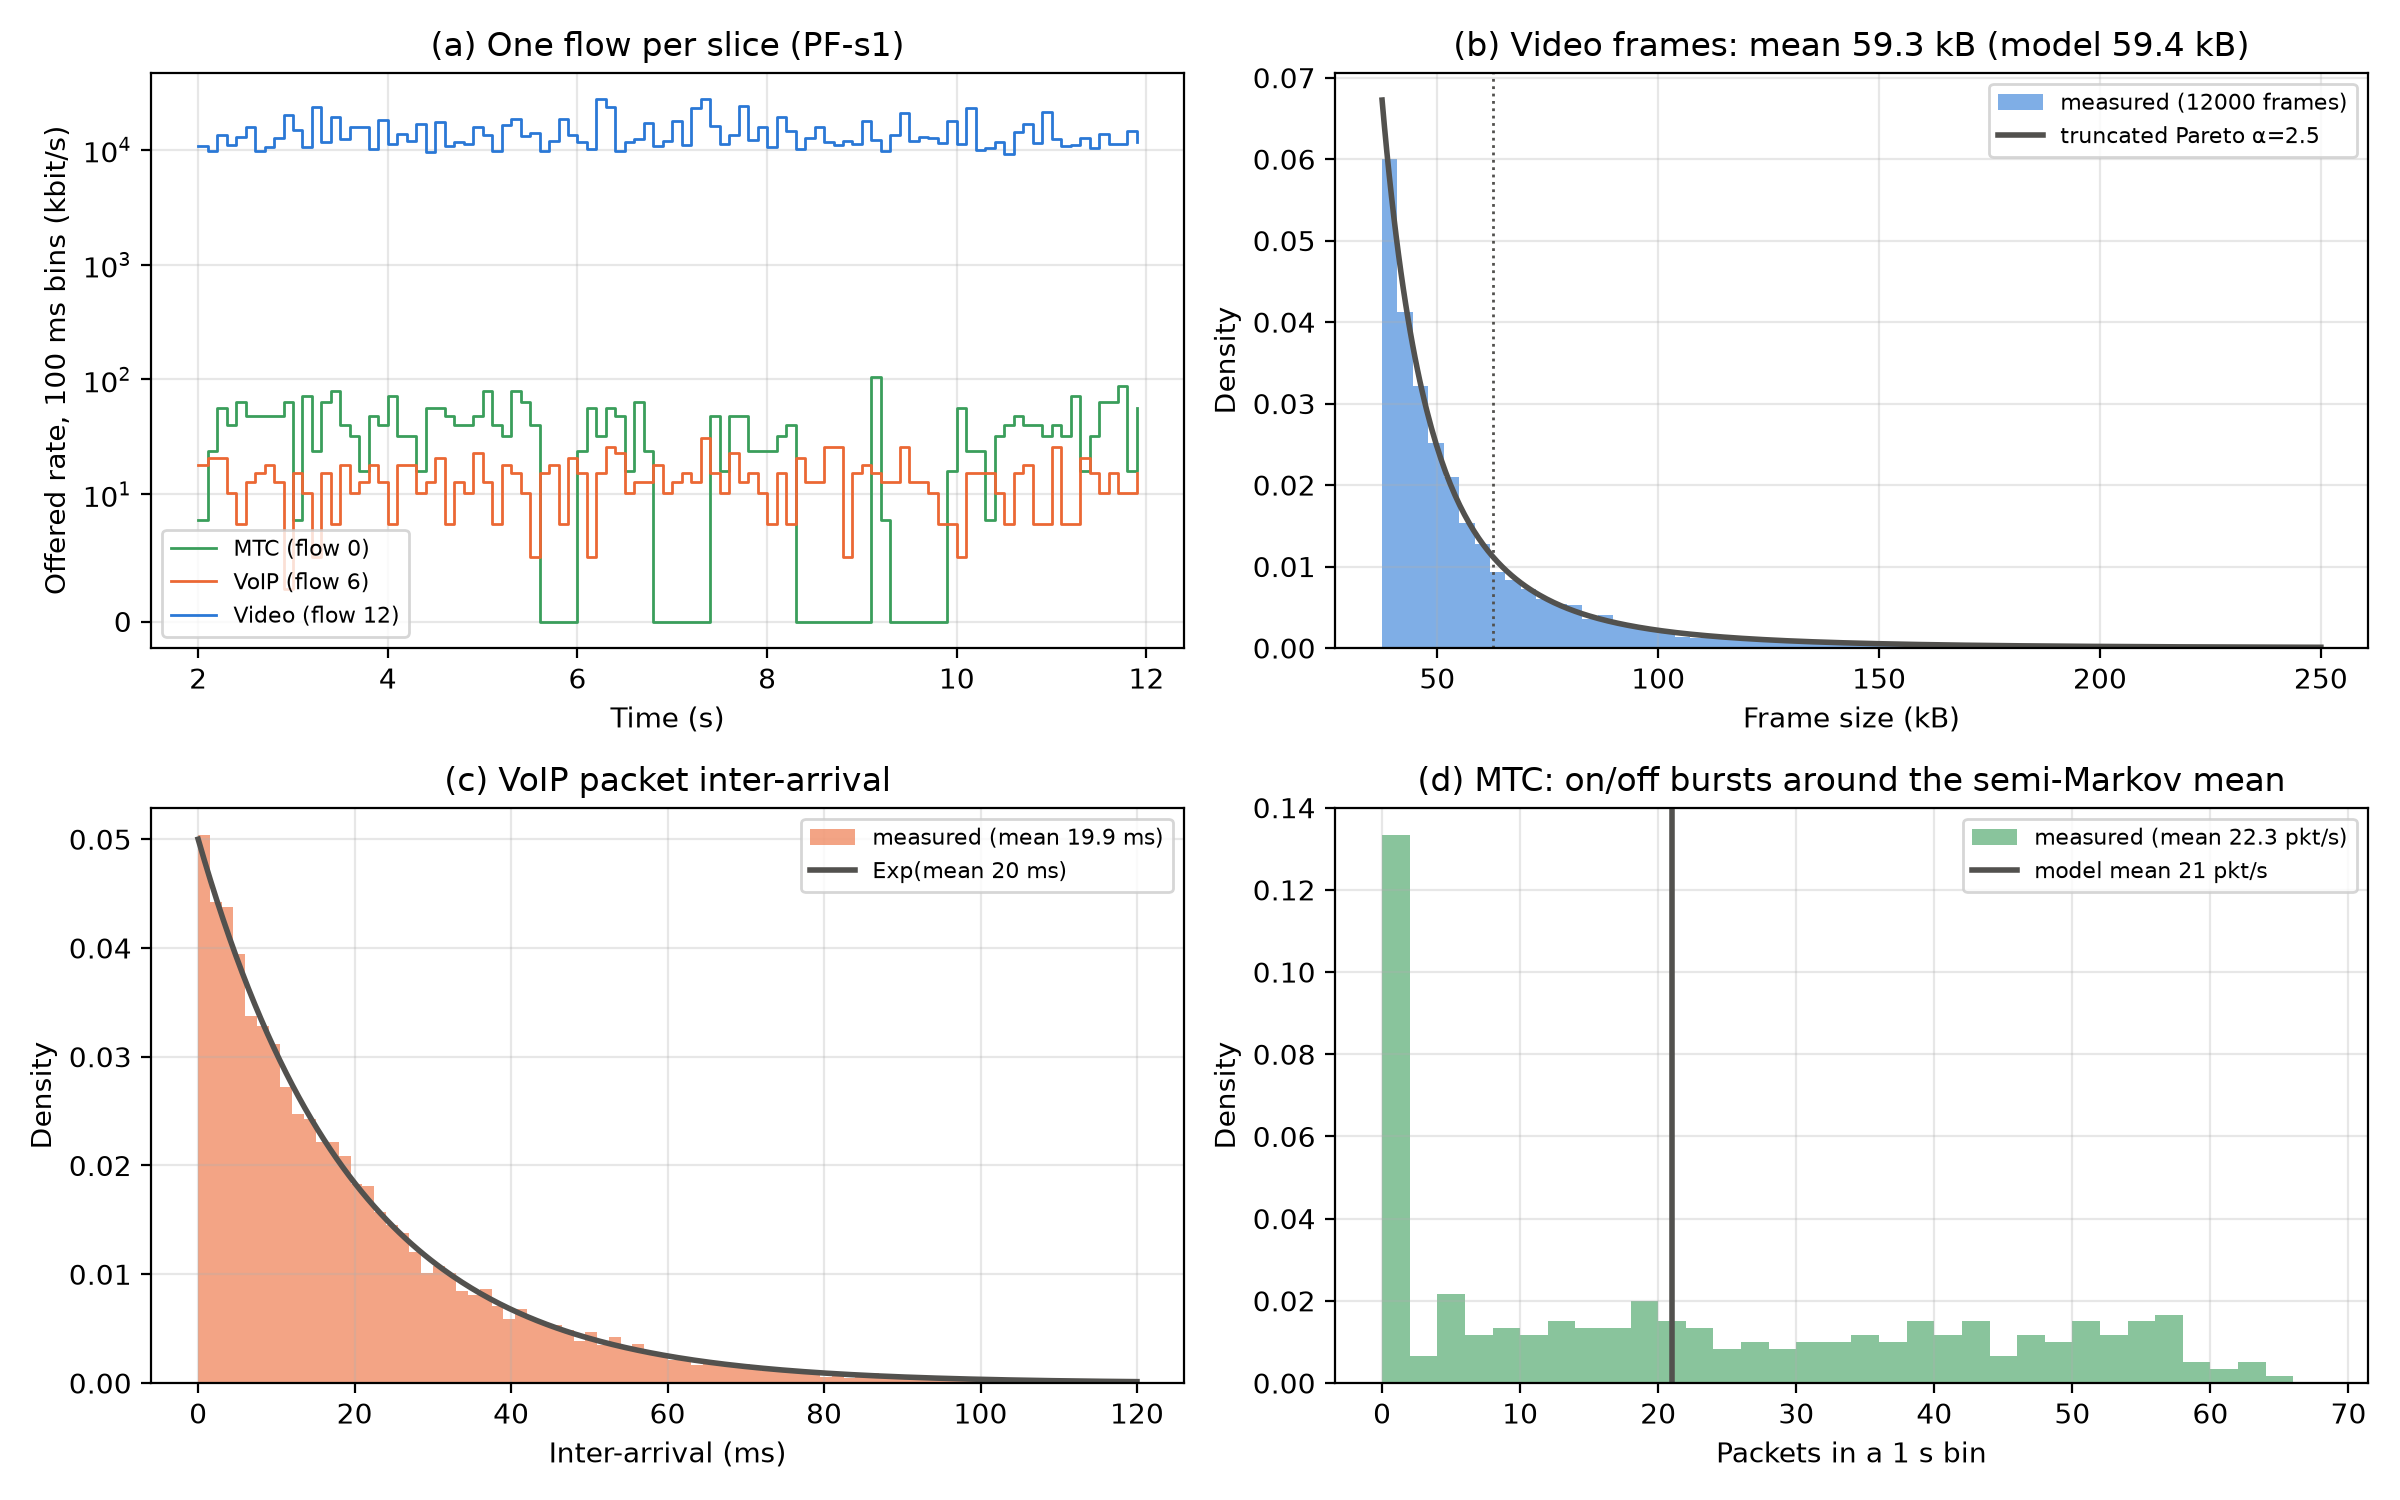 (a) One flow per slice (PF-s1)
Offered rate, 100 ms bins (kbit/s)
10⁴
10³
10²
10¹
0
MTC (flow 0)
VoIP (flow 6)
Video (flow 12)
2 4 6 8 10 12
Time (s)
(b) Video frames: mean 59.3 kB (model 59.4 kB)
Density
0.07
0.06
0.05
0.04
0.03
0.02
0.01
0.00
measured (12000 frames)
truncated Pareto α=2.5
50 100 150 200 250
Frame size (kB)
(c) VoIP packet inter-arrival
Density
0.05
0.04
0.03
0.02
0.01
0.00
measured (mean 19.9 ms)
Exp(mean 20 ms)
0 20 40 60 80 100 120
Inter-arrival (ms)
(d) MTC: on/off bursts around the semi-Markov mean
Density
0.14
0.12
0.10
0.08
0.06
0.04
0.02
0.00
measured (mean 22.3 pkt/s)
model mean 21 pkt/s
0 10 20 30 40 50 60 70
Packets in a 1 s bin